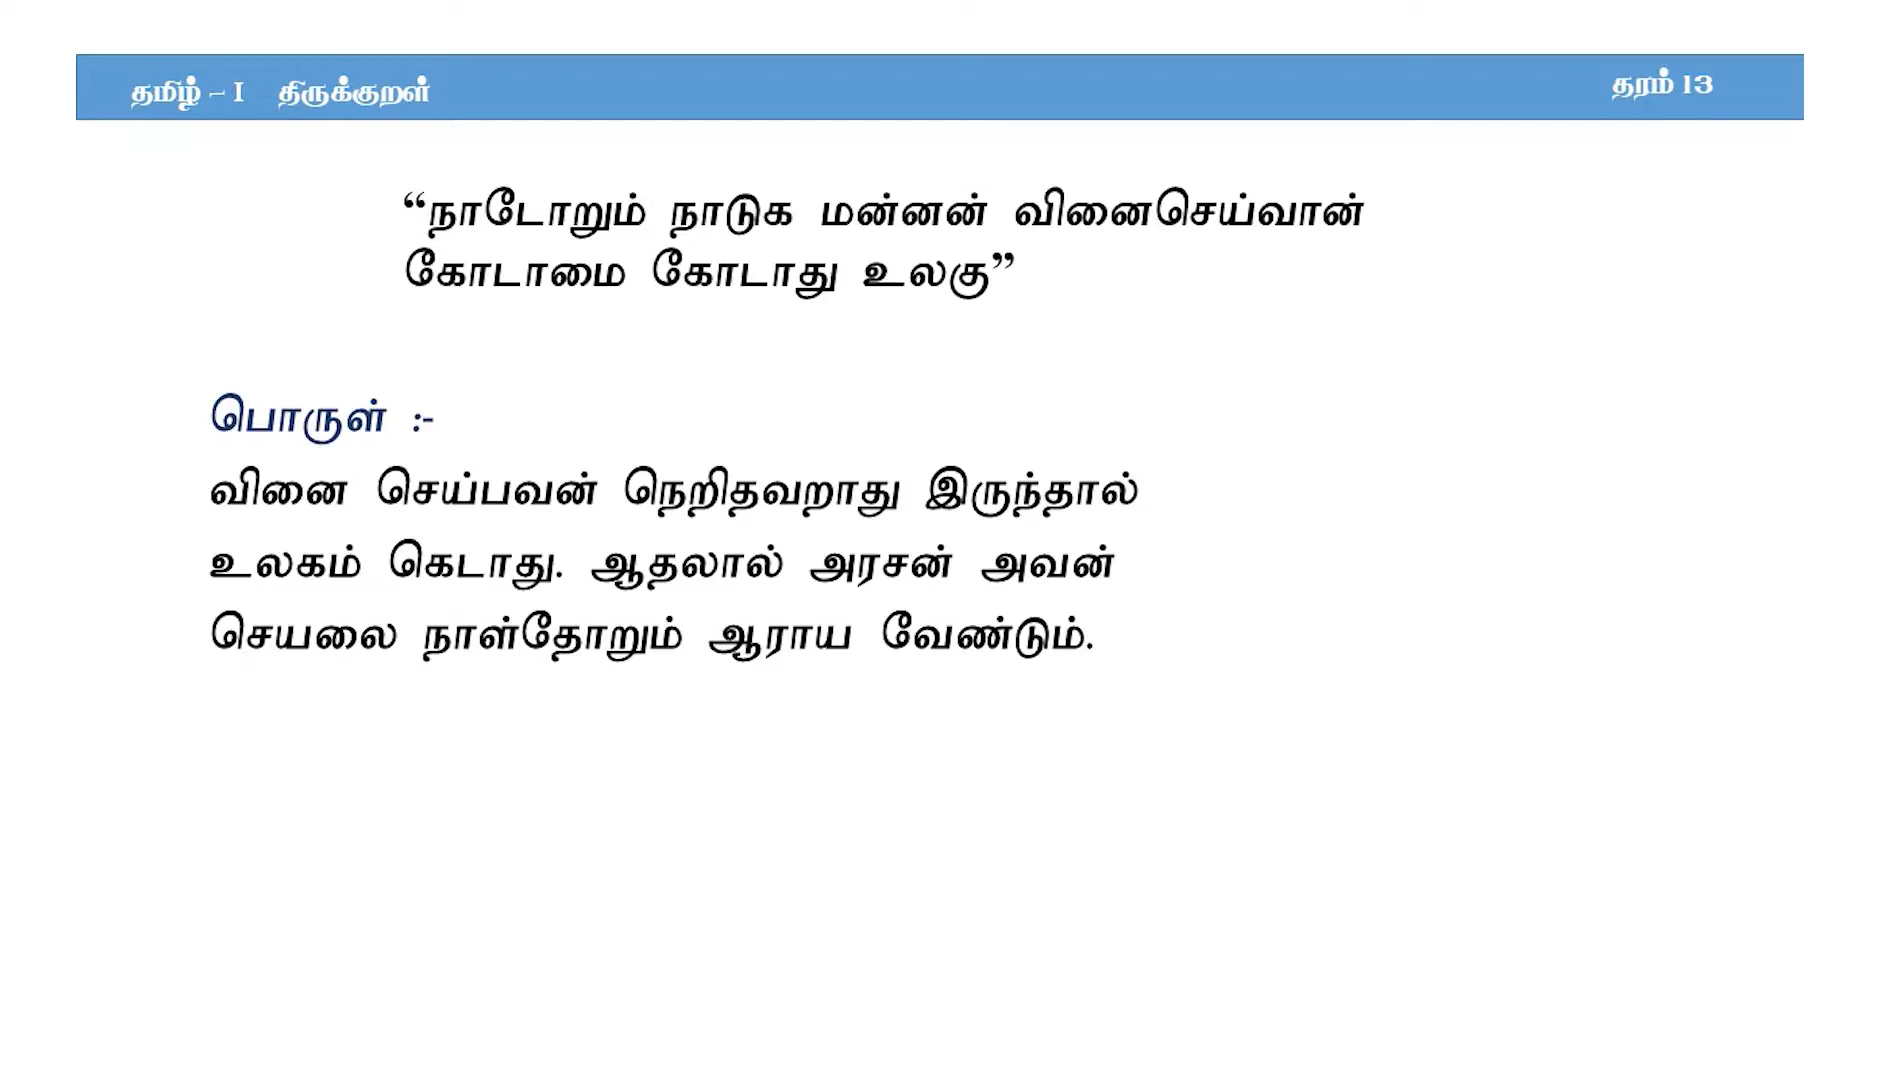 தமிழ் – I திருக்குறள்
தரம் 13
“நாடோறும் நாடுக மன்னன் வினைசெய்வான்
கோடாமை கோடாது உலகு”
பொருள் :-
வினை செய்பவன் நெறிதவறாது இருந்தால்
உலகம் கெடாது. ஆதலால் அரசன் அவன்
செயலை நாள்தோறும் ஆராய வேண்டும்.